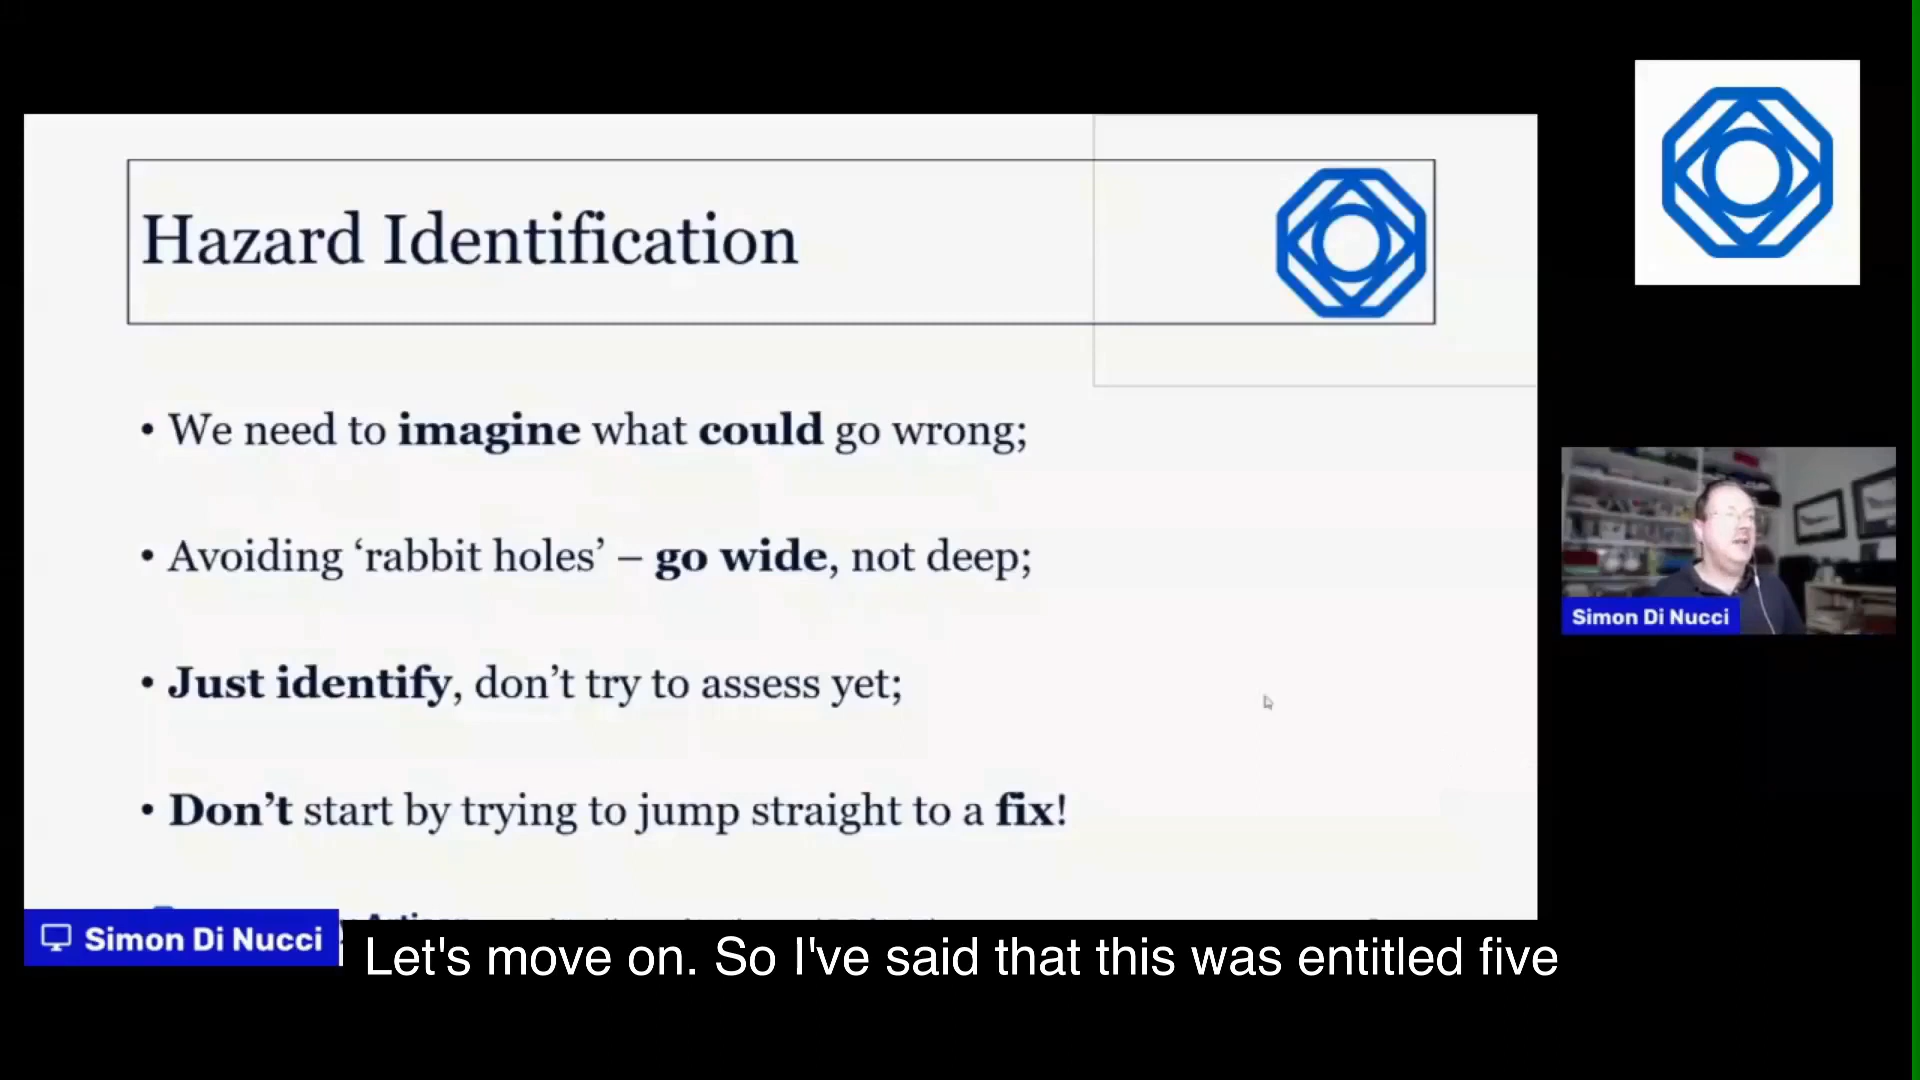 Hazard Identification
• We need to imagine what could go wrong;
• Avoiding ‘rabbit holes’ – go wide, not deep;
• Just identify, don’t try to assess yet;
• Don’t start by trying to jump straight to a fix!
Simon Di Nucci
Simon Di Nucci
Let's move on. So I've said that this was entitled five